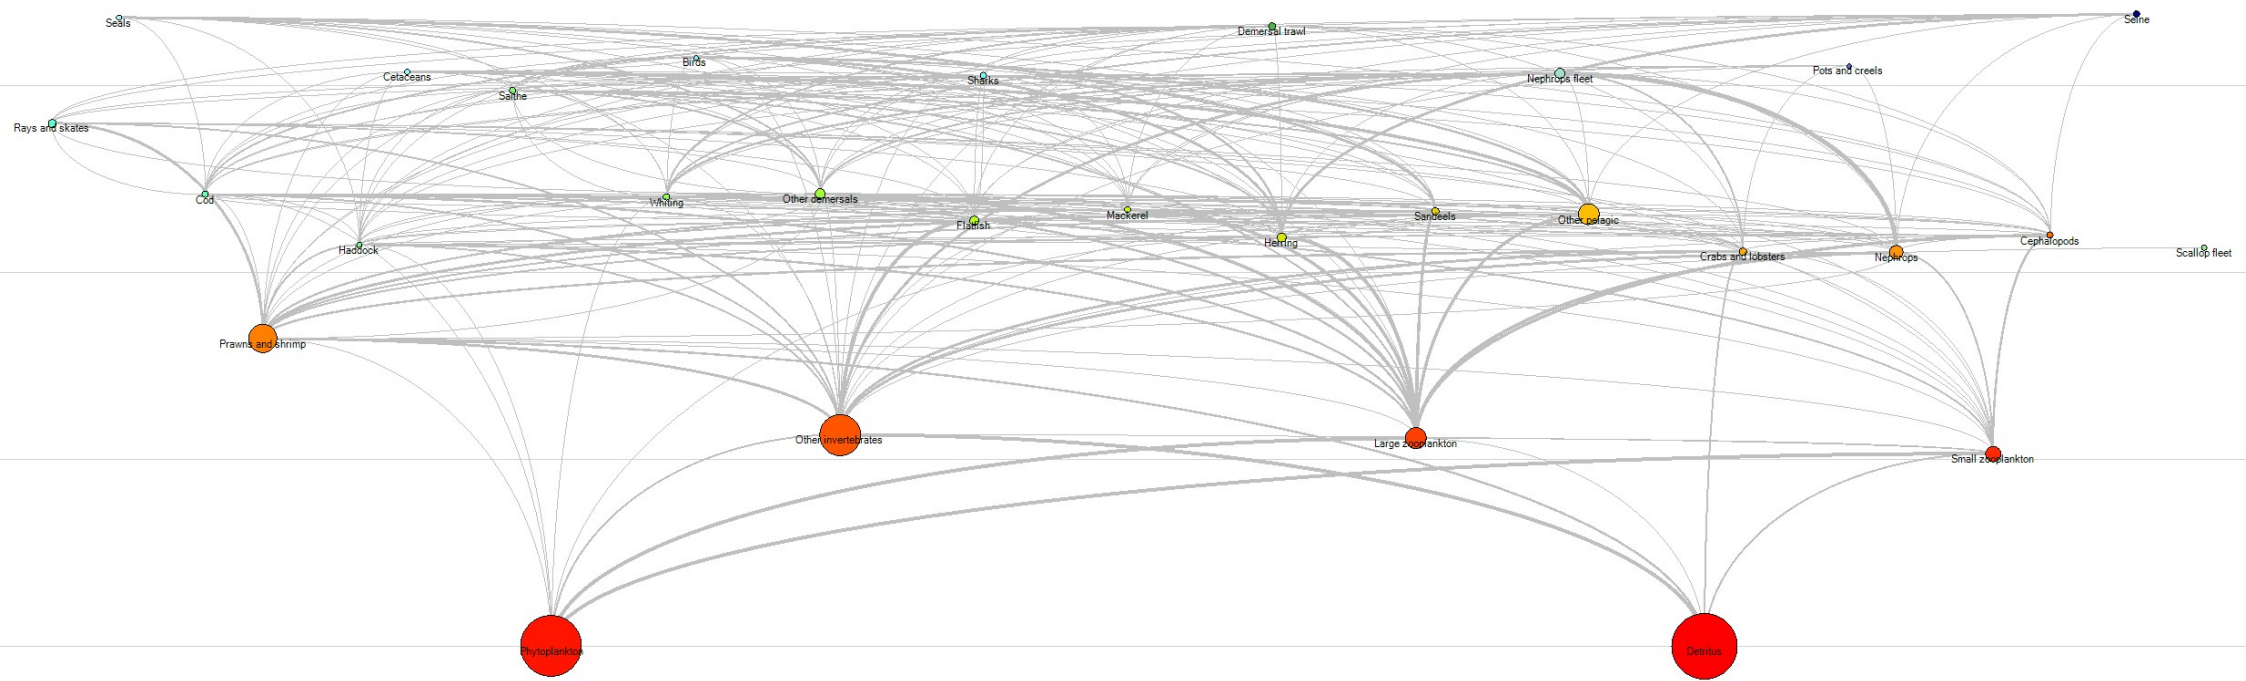 Seals
Demersal trawl
Seine
Birds
Cetaceans
Sharks
Nephrops fleet
Pots and creels
Saithe
Rays and skates
Cod
Whiting
Other demersals
Flatfish
Mackerel
Herring
Sandeels
Other pelagic
Haddock
Crabs and lobsters
Nephrops
Cephalopods
Scallop fleet
Prawns and shrimp
Other invertebrates
Large zooplankton
Small zooplankton
Phytoplankton
Detritus